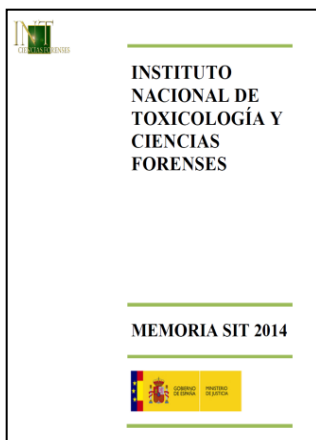 INT
CIENCIAS FORENSES
INSTITUTO
NACIONAL DE
TOXICOLOGÍA Y
CIENCIAS
FORENSES
MEMORIA SIT 2014
GOBIERNO MINISTERIO
DE ESPAÑA DE JUSTICIA